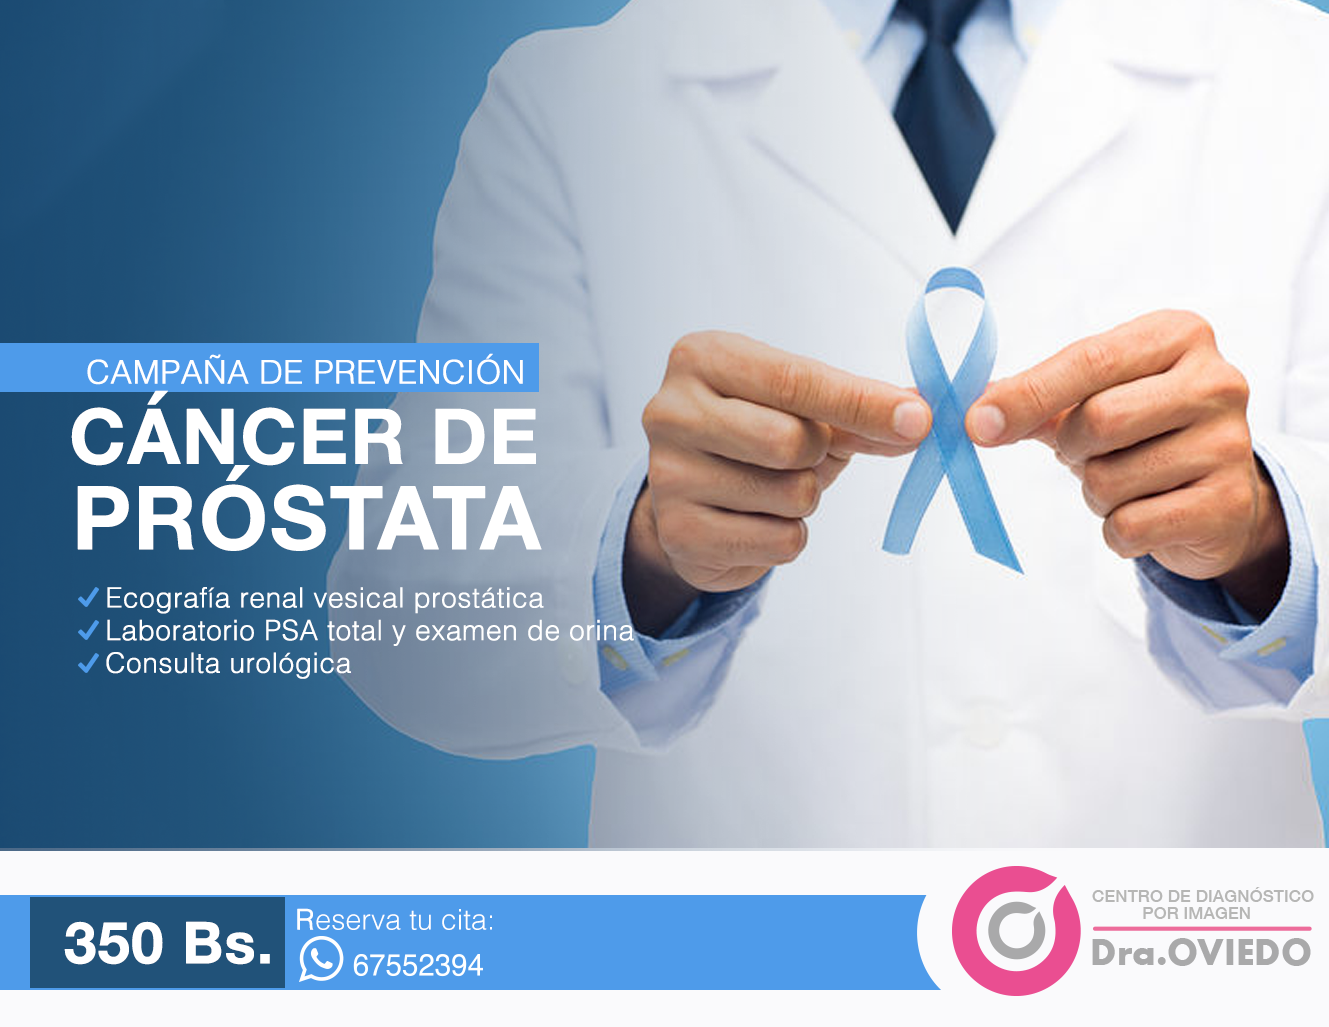 CAMPAÑA DE PREVENCIÓN
CÁNCER DE
PRÓSTATA
Ecografía renal vesical prostática
Laboratorio PSA total y examen de orina
Consulta urológica
350 Bs.
Reserva tu cita:
67552394
CENTRO DE DIAGNÓSTICO
POR IMAGEN
Dra.OVIEDO